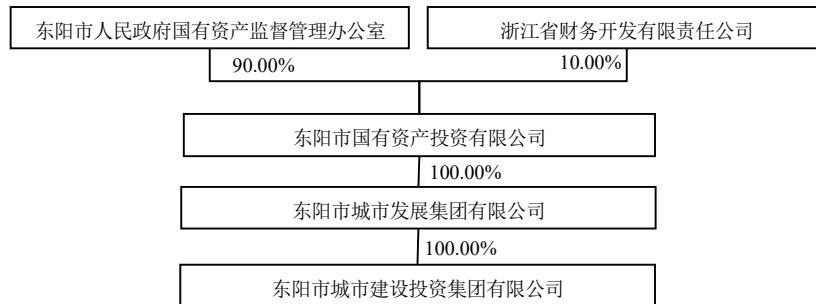 东阳市人民政府国有资产监督管理办公室
浙江省财务开发有限责任公司
90.00%
10.00%
东阳市国有资产投资有限公司
100.00%
东阳市城市发展集团有限公司
100.00%
东阳市城市建设投资集团有限公司